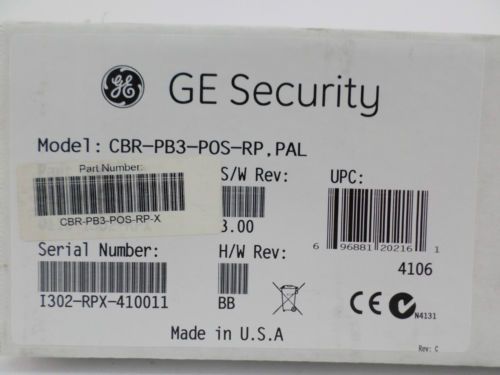 GE Security
Model: CBR-PB3-POS-RP,PAL
Part Number:
CBR-PB3-POS-RP-X
S/W Rev:
3.00
UPC:
6 96881 20216 1
4106
Serial Number:
I302-RPX-410011
H/W Rev:
BB
CE
N4131
Made in U.S.A
Rev: C